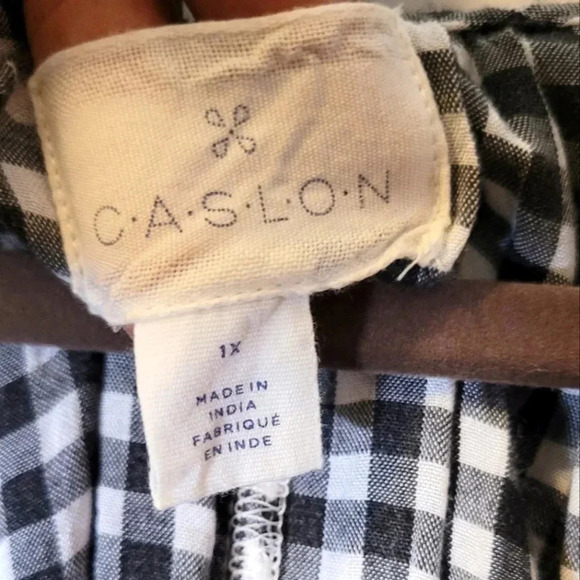 C·A·S·L·O·N
1X
MADE IN
INDIA
FABRIQUÉ
EN INDE